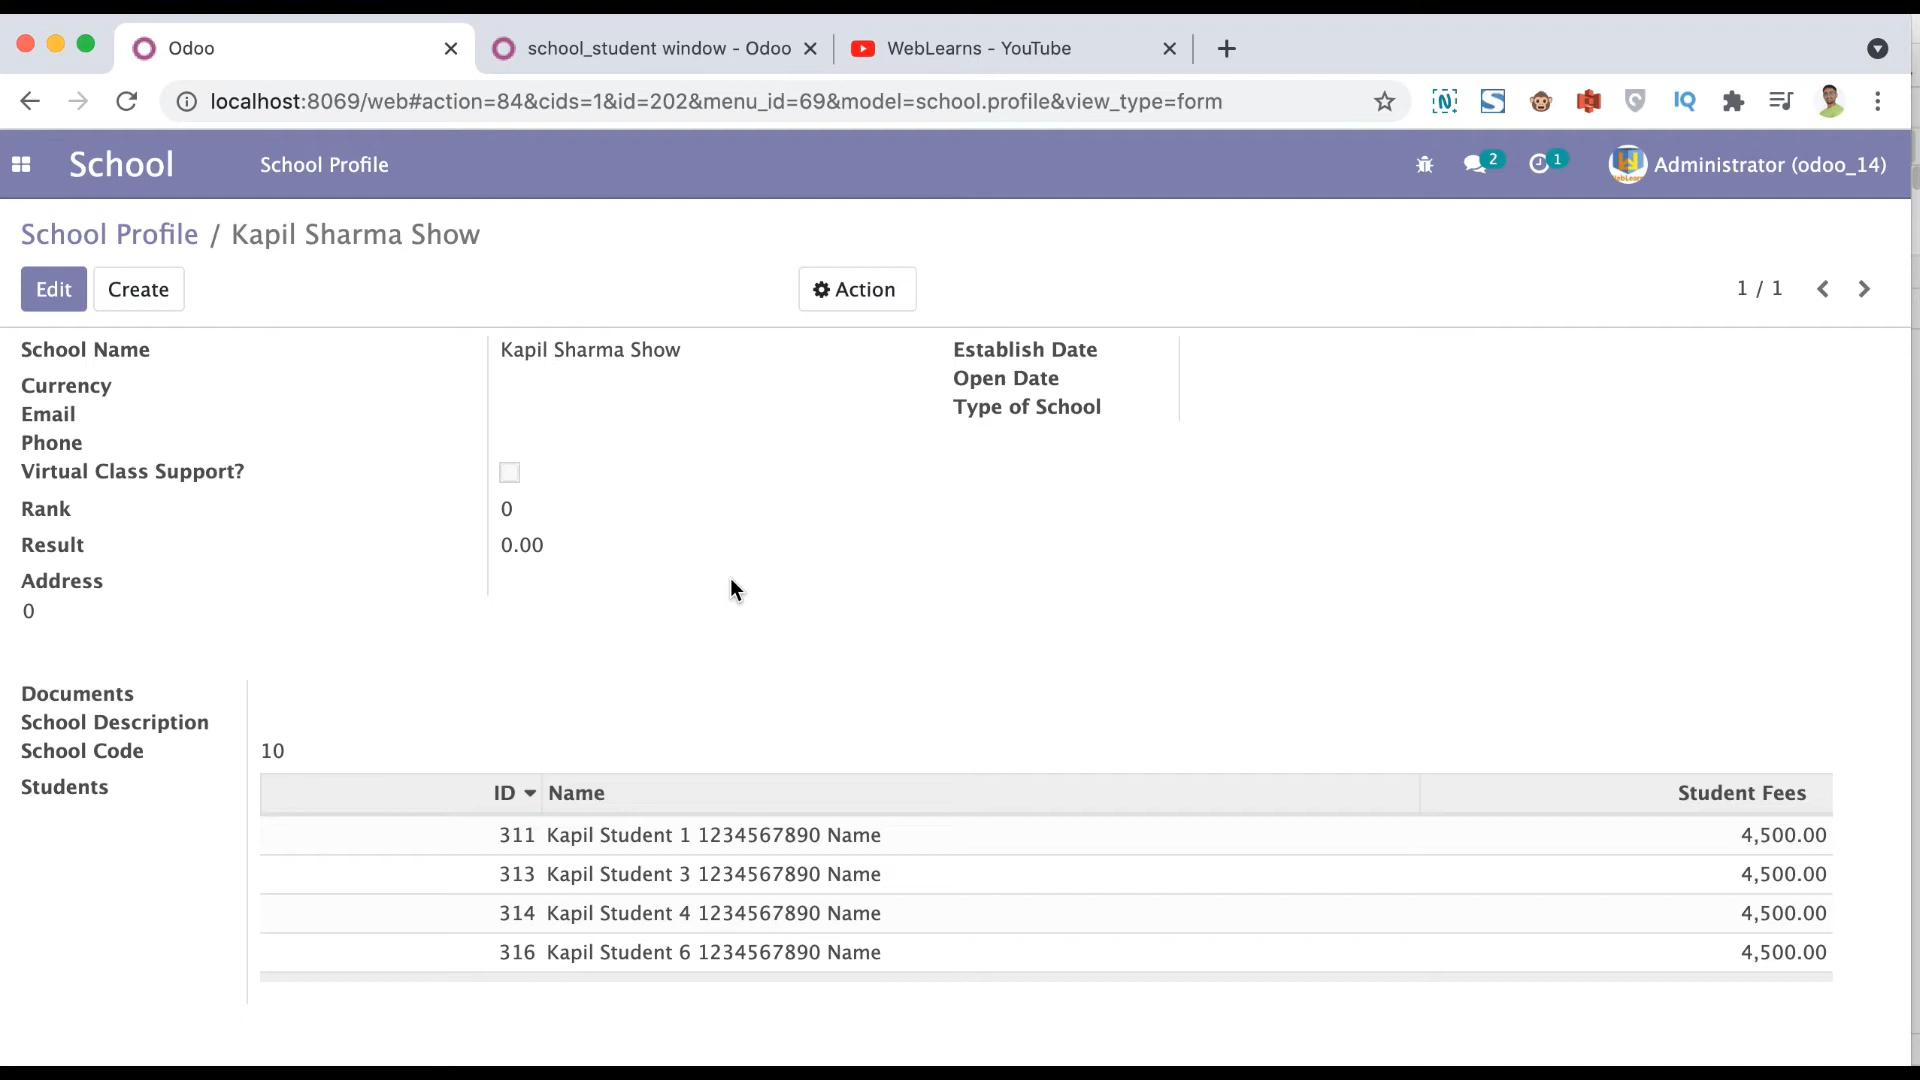 Odoo
school_student window - Odoo
WebLearns - YouTube
localhost:8069/web#action=84&cids=1&id=202&menu_id=69&model=school.profile&view_type=form
IQ
School
School Profile
2
1
Administrator (odoo_14)
School Profile / Kapil Sharma Show
Edit
Create
Action
1 / 1
School Name
Kapil Sharma Show
Establish Date
Currency
Open Date
Email
Type of School
Phone
Virtual Class Support?
Rank
0
Result
0.00
Address
0
Documents
School Description
School Code
10
Students
ID Name Student Fees
311 Kapil Student 1 1234567890 Name 4,500.00
313 Kapil Student 3 1234567890 Name 4,500.00
314 Kapil Student 4 1234567890 Name 4,500.00
316 Kapil Student 6 1234567890 Name 4,500.00